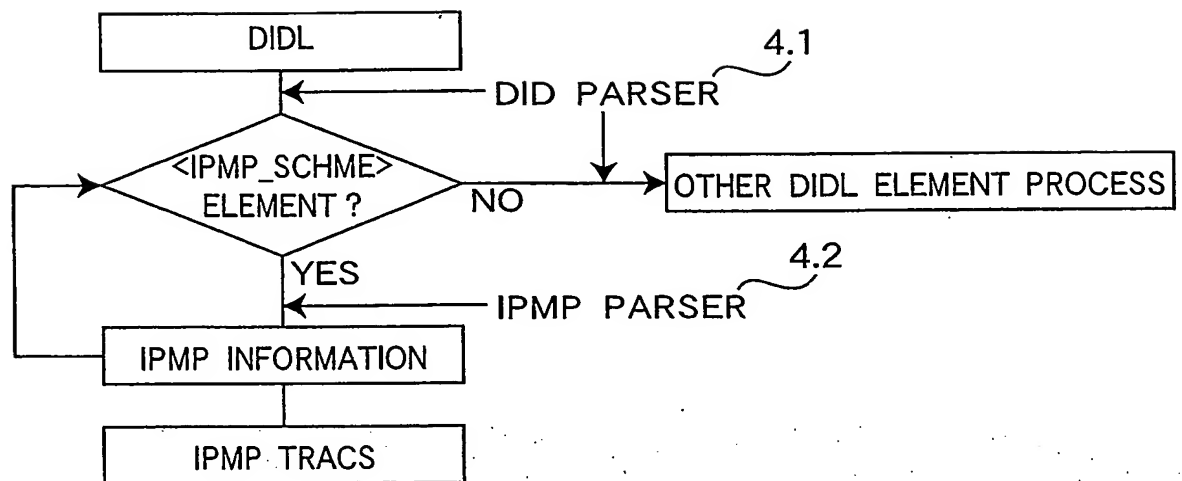 DIDL
4.1
DID PARSER
<IPMP_SCHME>
ELEMENT ?
NO
OTHER DIDL ELEMENT PROCESS
YES
4.2
IPMP PARSER
IPMP INFORMATION
IPMP TRACS